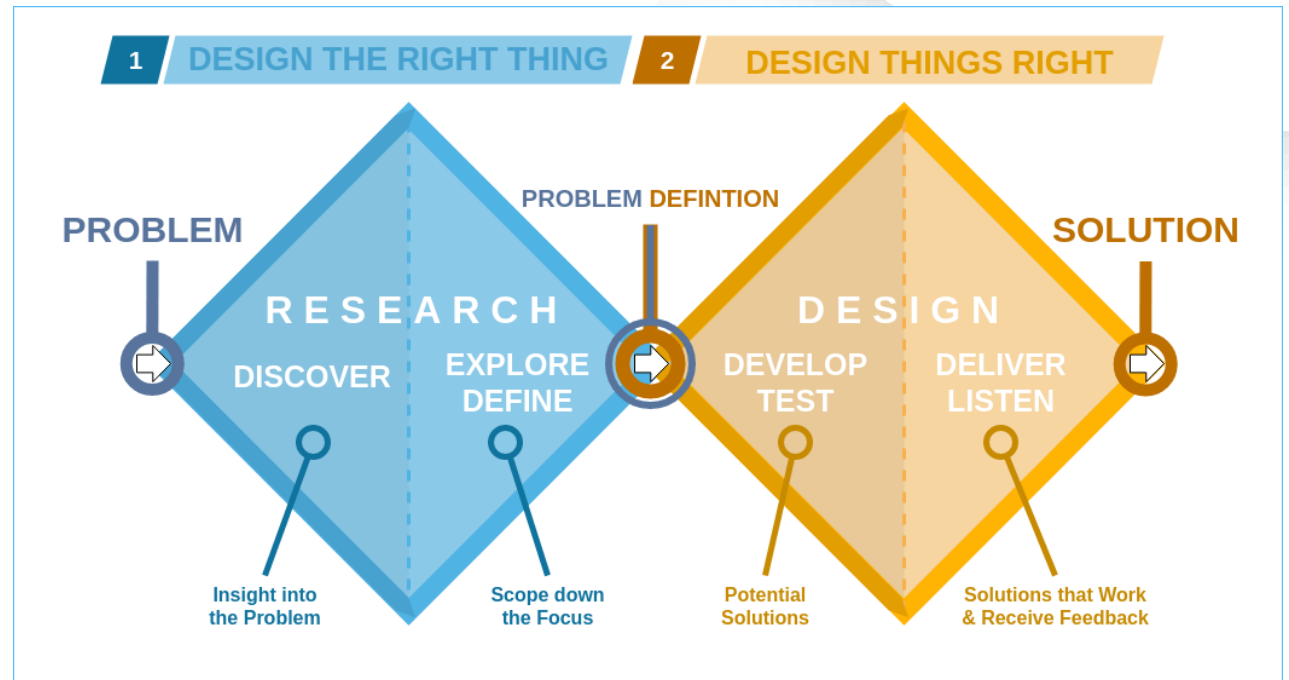 1 DESIGN THE RIGHT THING 2 DESIGN THINGS RIGHT
PROBLEM
PROBLEM DEFINTION
SOLUTION
RESEARCH
DISCOVER
EXPLORE
DEFINE
DESIGN
DEVELOP
TEST
DELIVER
LISTEN
Insight into
the Problem
Scope down
the Focus
Potential
Solutions
Solutions that Work
& Receive Feedback